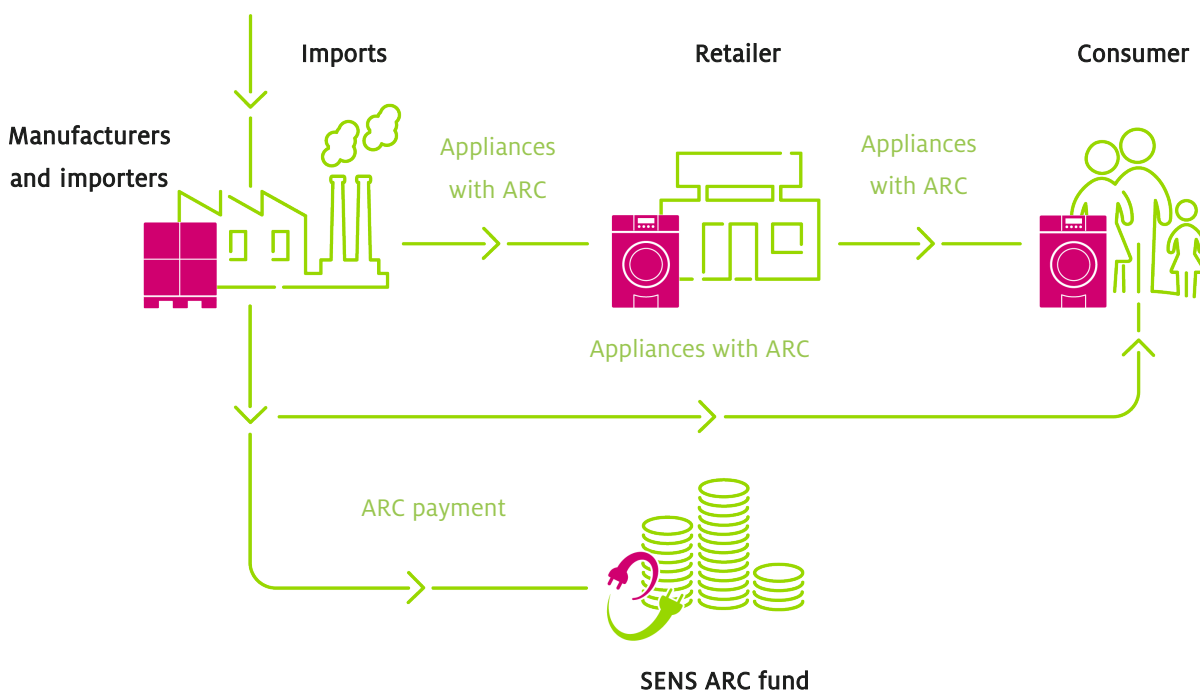 Imports
Retailer
Consumer
Manufacturers
and importers
Appliances
with ARC
Appliances
with ARC
Appliances with ARC
ARC payment
SENS ARC fund